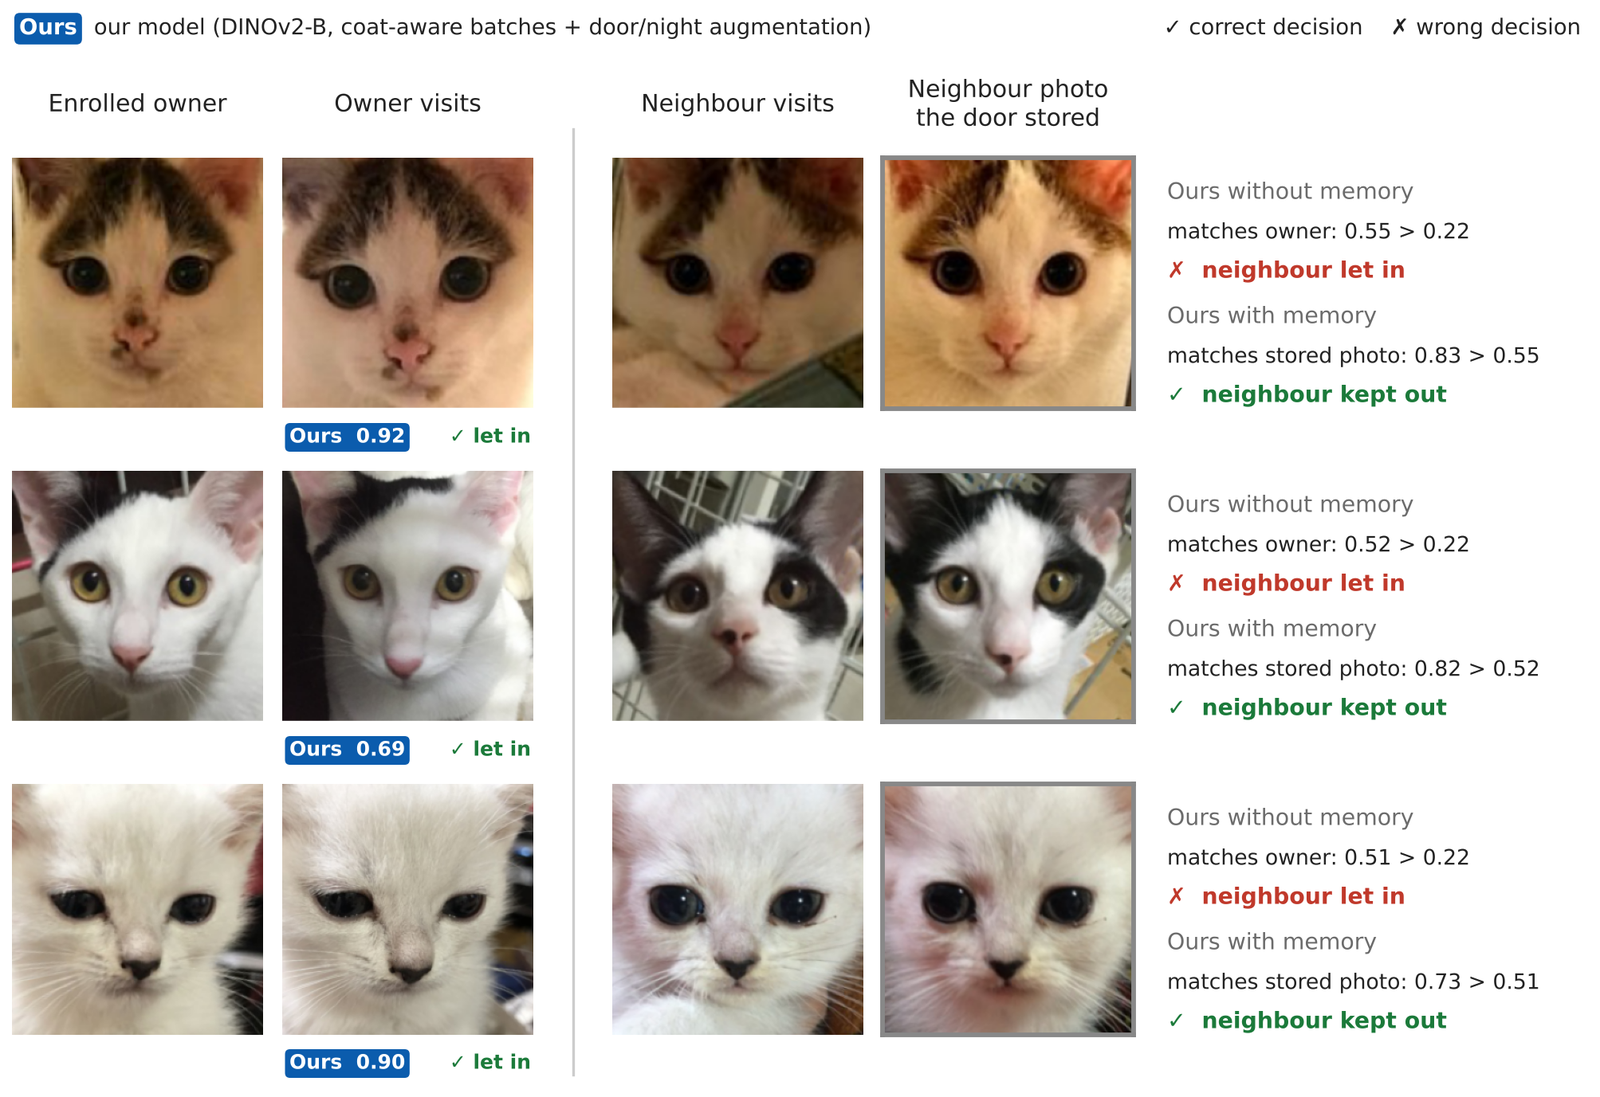 Ours our model (DINOv2-B, coat-aware batches + door/night augmentation)
✓ correct decision ✗ wrong decision
Enrolled owner
Owner visits
Neighbour visits
Neighbour photo
the door stored
Ours 0.92 ✓ let in
Ours without memory
matches owner: 0.55 > 0.22
✗ neighbour let in
Ours with memory
matches stored photo: 0.83 > 0.55
✓ neighbour kept out
Ours 0.69 ✓ let in
Ours without memory
matches owner: 0.52 > 0.22
✗ neighbour let in
Ours with memory
matches stored photo: 0.82 > 0.52
✓ neighbour kept out
Ours 0.90 ✓ let in
Ours without memory
matches owner: 0.51 > 0.22
✗ neighbour let in
Ours with memory
matches stored photo: 0.73 > 0.51
✓ neighbour kept out